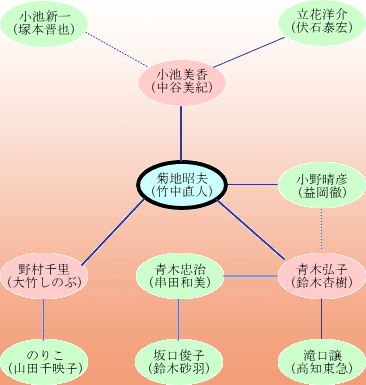 小池新一
(塚本晋也)
立花洋介
(伏石泰宏)
小池美香
(中谷美紀)
菊地昭夫
(竹中直人)
小野晴彦
(益岡徹)
野村千里
(大竹しのぶ)
青木忠治
(串田和美)
青木弘子
(鈴木杏樹)
のりこ
(山田千映子)
坂口俊子
(鈴木砂羽)
滝口譲
(高知東急)